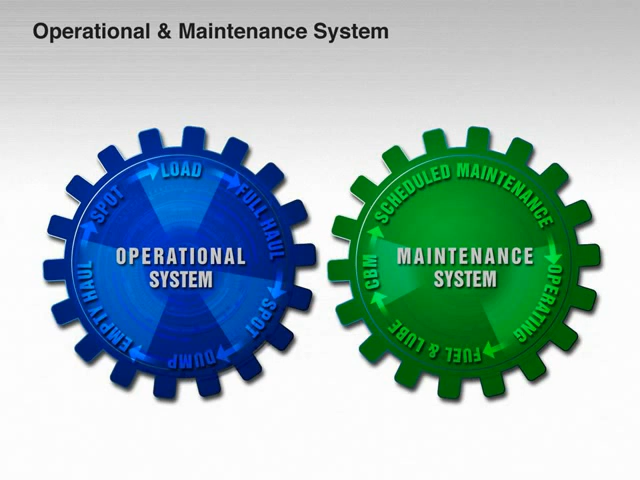 Operational & Maintenance System
LOAD
FULL HAUL
SPOT
DUMP
EMPTY HAUL
SPOT
OPERATIONAL
SYSTEM
SCHEDULED MAINTENANCE
OPERATING
FUEL & LUBE
CBM
MAINTENANCE
SYSTEM